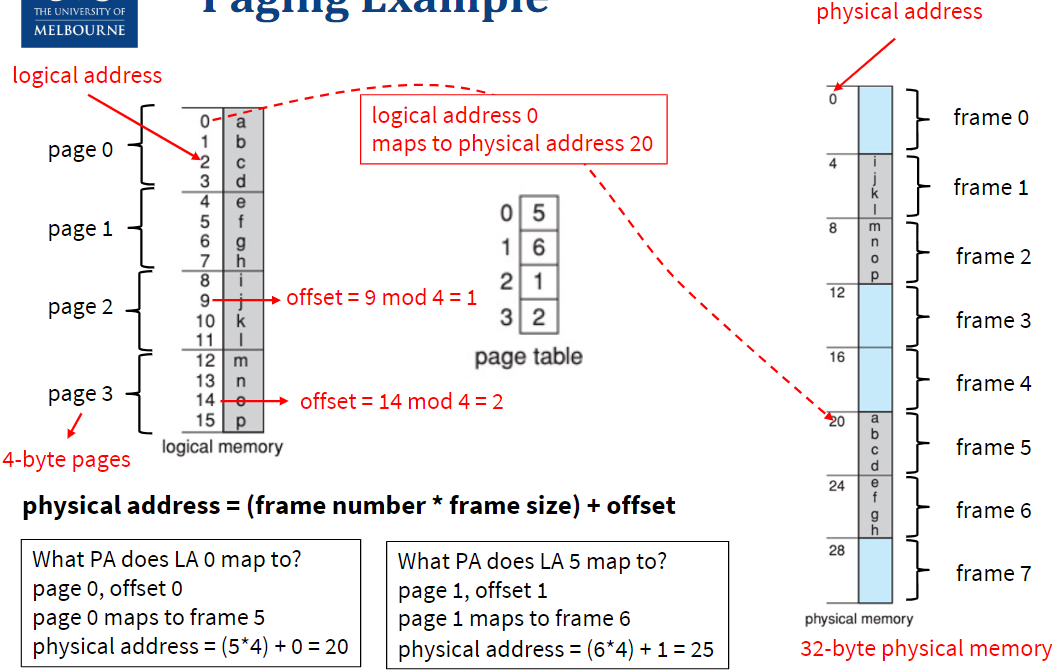 THE UNIVERSITY OF
MELBOURNE
Paging Example
physical address
logical address
logical address 0
maps to physical address 20
page 0
page 1
page 2
page 3
0 a
1 b
2 c
3 d
4 e
5 f
6 g
7 h
8 i
9 j
10 k
11 l
12 m
13 n
14 o
15 p
logical memory
4-byte pages
offset = 9 mod 4 = 1
offset = 14 mod 4 = 2
0 5
1 6
2 1
3 2
page table
0
4 i
j
k
l
8 m
n
o
p
12
16
20 a
b
c
d
24 e
f
g
h
28
frame 0
frame 1
frame 2
frame 3
frame 4
frame 5
frame 6
frame 7
physical memory
32-byte physical memory
physical address = (frame number * frame size) + offset
What PA does LA 0 map to?
page 0, offset 0
page 0 maps to frame 5
physical address = (5*4) + 0 = 20
What PA does LA 5 map to?
page 1, offset 1
page 1 maps to frame 6
physical address = (6*4) + 1 = 25